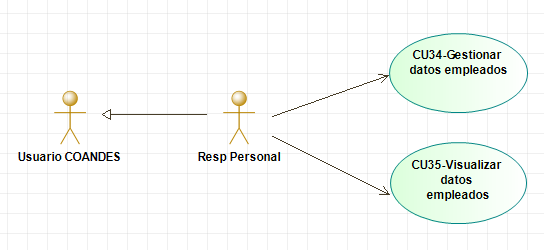 CU34-Gestionar
datos empleados
Usuario COANDES
Resp Personal
CU35-Visualizar
datos
empleados